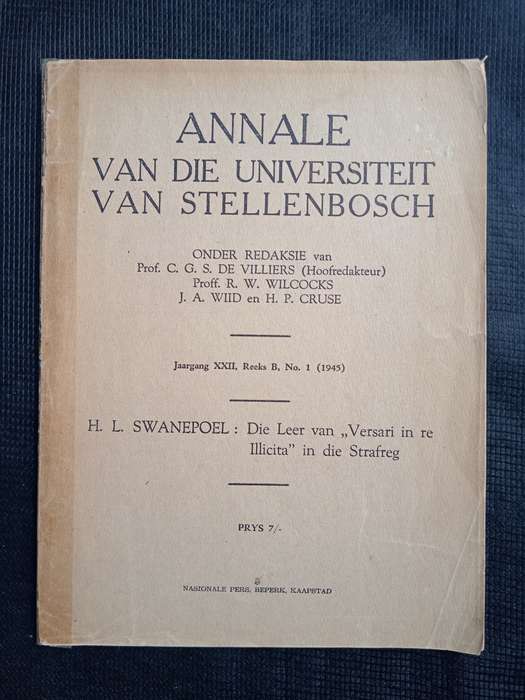 ANNALE
VAN DIE UNIVERSITEIT
VAN STELLENBOSCH
ONDER REDAKSIE van
Prof. C. G. S. DE VILLIERS (Hoofredakteur)
Proff. R. W. WILCOCKS
J. A. WIID en H. P. CRUSE
Jaargang XXII, Reeks B, No. 1 (1945)
H. L. SWANEPOEL : Die Leer van „Versari in re
Illicita” in die Strafreg
PRYS 7/-
NASIONALE PERS, BEPERK, KAAPSTAD